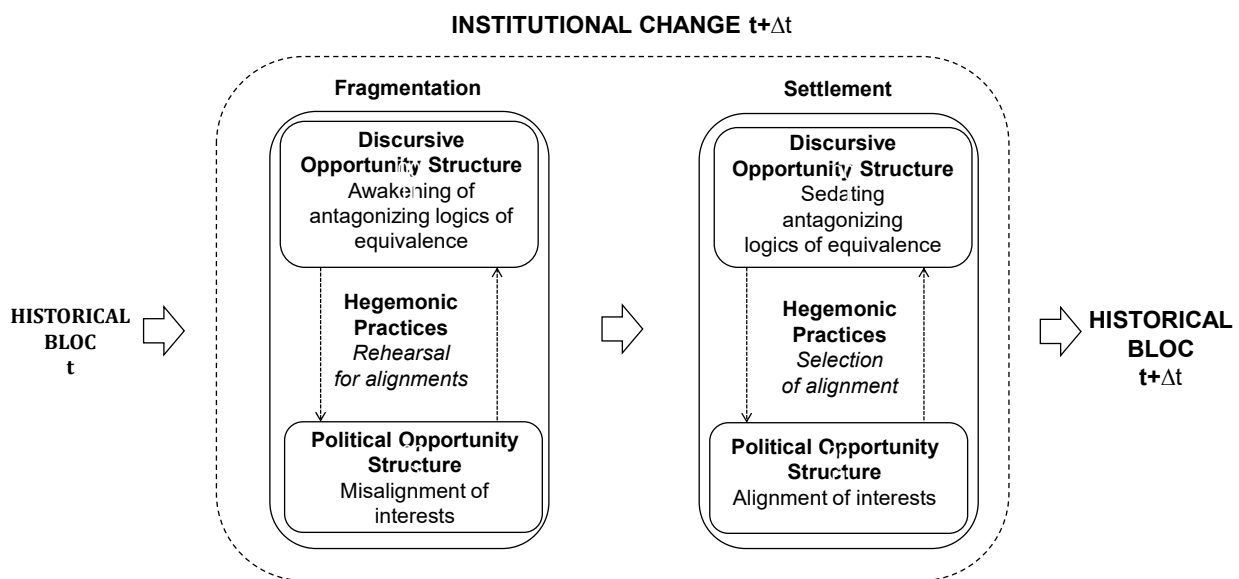 INSTITUTIONAL CHANGE t+Δt
Fragmentation
Discursive
Opportunity Structure
Awakening of
antagonizing logics of
equivalence
Hegemonic
Practices
Rehearsal
for alignments
Political Opportunity
Structure
Misalignment of
interests
Settlement
Discursive
Opportunity Structure
Sedating
antagonizing
logics of equivalence
Hegemonic
Practices
Selection
of alignment
Political Opportunity
Structure
Alignment of interests
HISTORICAL
BLOC
t
HISTORICAL
BLOC
t+Δt